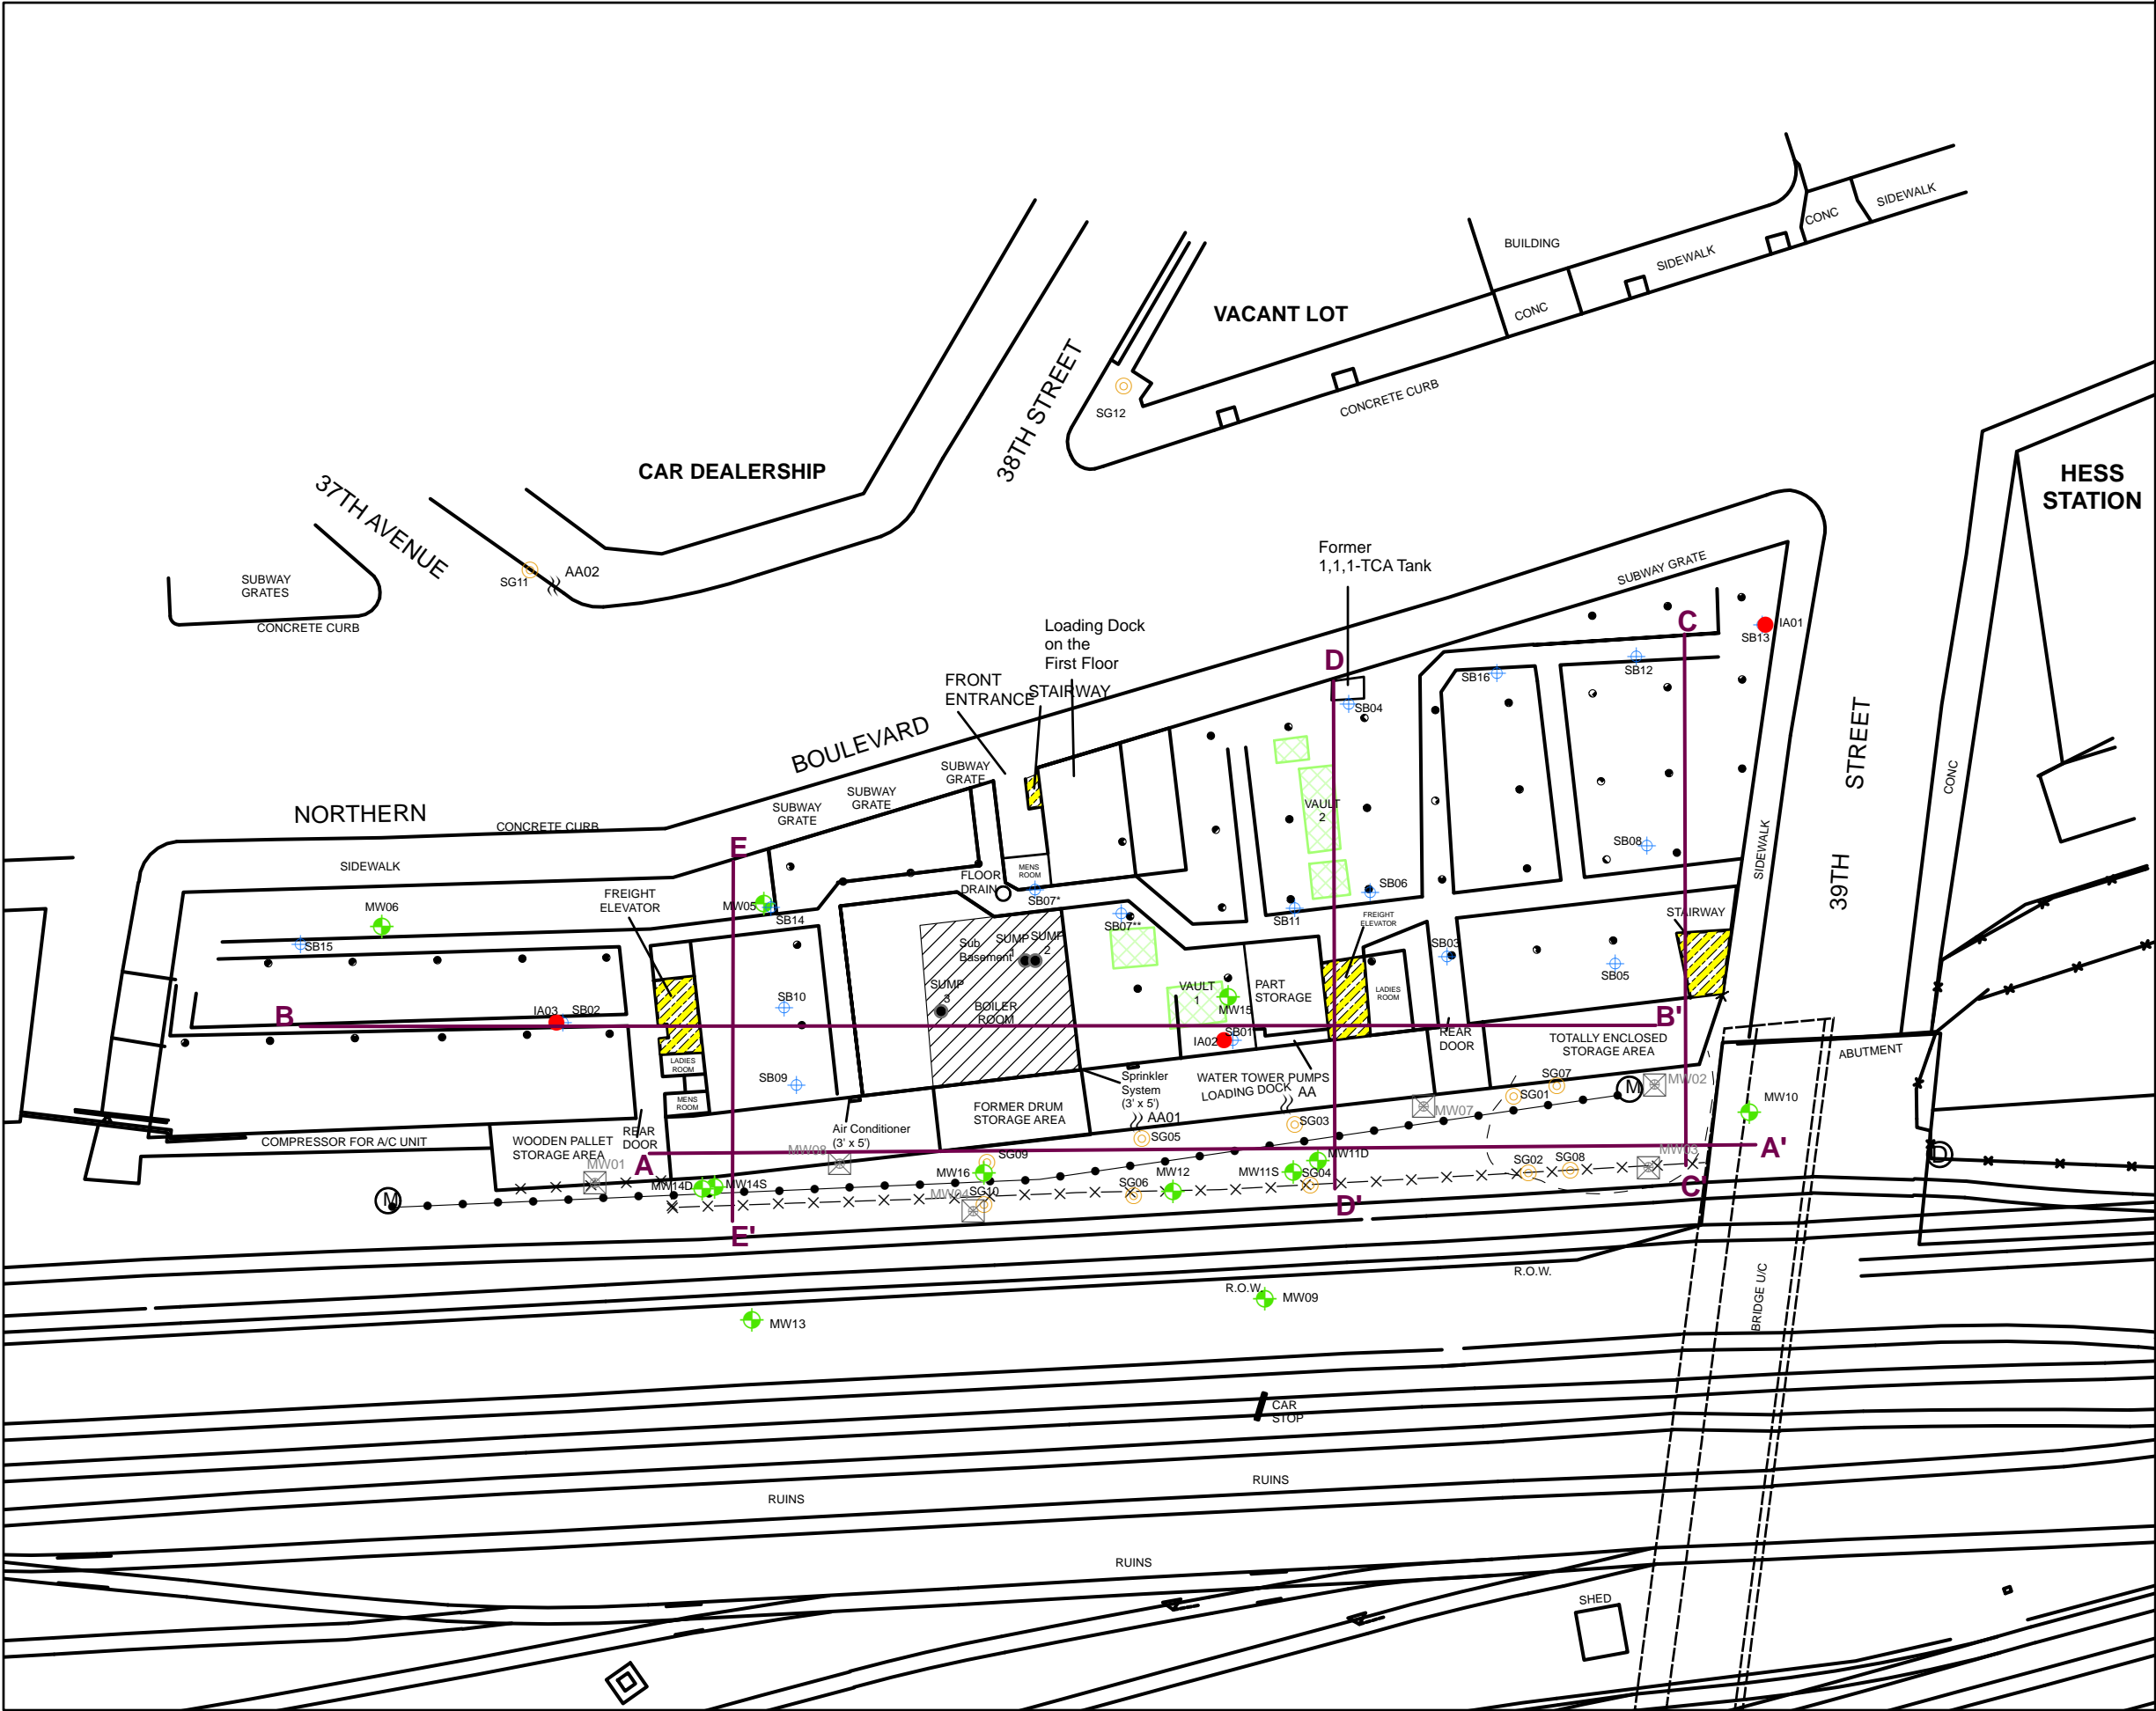 SIDEWALK
CONC
BUILDING
SIDEWALK
VACANT LOT
CONC
38TH STREET
CONCRETE CURB
SG12
CAR DEALERSHIP
37TH AVENUE
HESS
STATION
Former
1,1,1-TCA Tank
SG11
AA02
SUBWAY
GRATES
CONCRETE CURB
SUBWAY GRATE
Loading Dock
on the
First Floor
C
IA01
SB13
D
SB12
SB16
FRONT
ENTRANCE
STAIRWAY
SB04
BOULEVARD
STREET
SUBWAY
GRATE
SUBWAY
GRATE
SUBWAY
GRATE
CONC
NORTHERN
CONCRETE CURB
VAULT
2
SIDEWALK
E
SB08
SIDEWALK
39TH
MENS
ROOM
FLOOR
DRAIN
FREIGHT
ELEVATOR
SB07*
SB06
MW06
MW05
SB14
SB07**
SB11
FREIGHT
ELEVATOR
STAIRWAY
SB15
Sub
Basement
SUMP
1
SUMP
2
SB03
SB05
SUMP
3
VAULT
1
PART
STORAGE
LADIES
ROOM
SB10
BOILER
ROOM
MW15
B
IA03
SB02
B'
SB01
IA02
REAR
DOOR
TOTALLY ENCLOSED
STORAGE AREA
ABUTMENT
LADIES
ROOM
SB09
Sprinkler
System
(3' x 5')
WATER TOWER PUMPS
LOADING DOCK
AA
SG07
M
MW02
SG01
MW10
MENS
ROOM
FORMER DRUM
STORAGE AREA
AA01
MW07
SG03
Air Conditioner
(3' x 5')
SG05
COMPRESSOR FOR A/C UNIT
WOODEN PALLET
STORAGE AREA
REAR
DOOR
A
A'
MW08
MW03
MW01
SG09
MW11D
SG02
SG08
D
MW16
MW12
MW11S
SG04
MW14D
MW14S
MW04
SG10
SG06
C'
M
D'
E'
R.O.W.
R.O.W.
MW09
MW13
BRIDGE U/C
CAR
STOP
RUINS
RUINS
RUINS
SHED